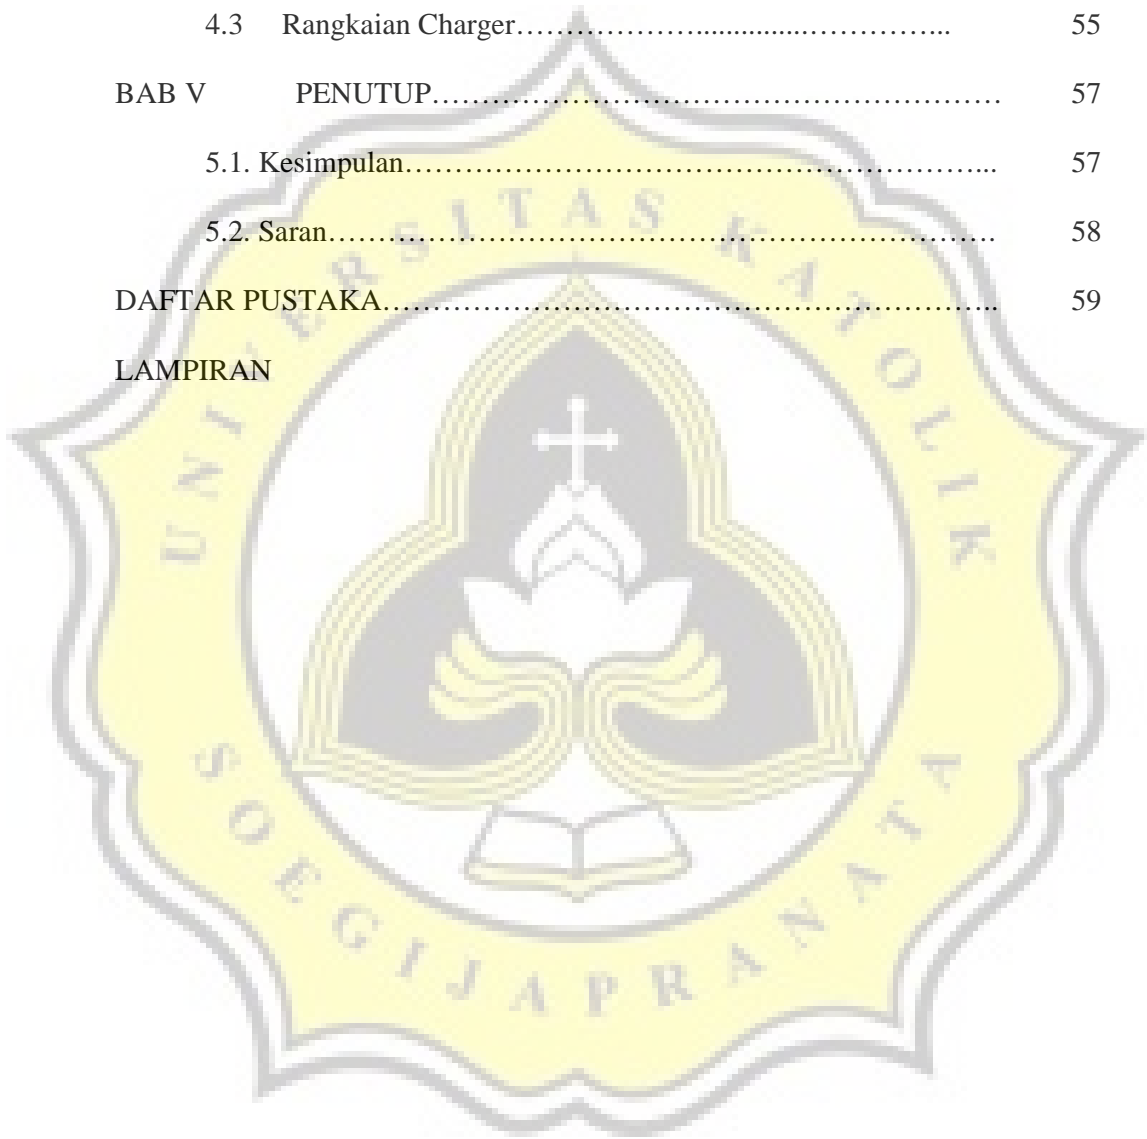 4.3 Rangkaian Charger………………..............…………... 55
BAB V PENUTUP………………………………………………… 57
5.1. Kesimpulan…………………………………………………... 57
5.2. Saran…………………………………………………………. 58
DAFTAR PUSTAKA…………………………………………………….. 59
LAMPIRAN
UNIVERSITAS KATOLIK
SOEGIJAPRANATA